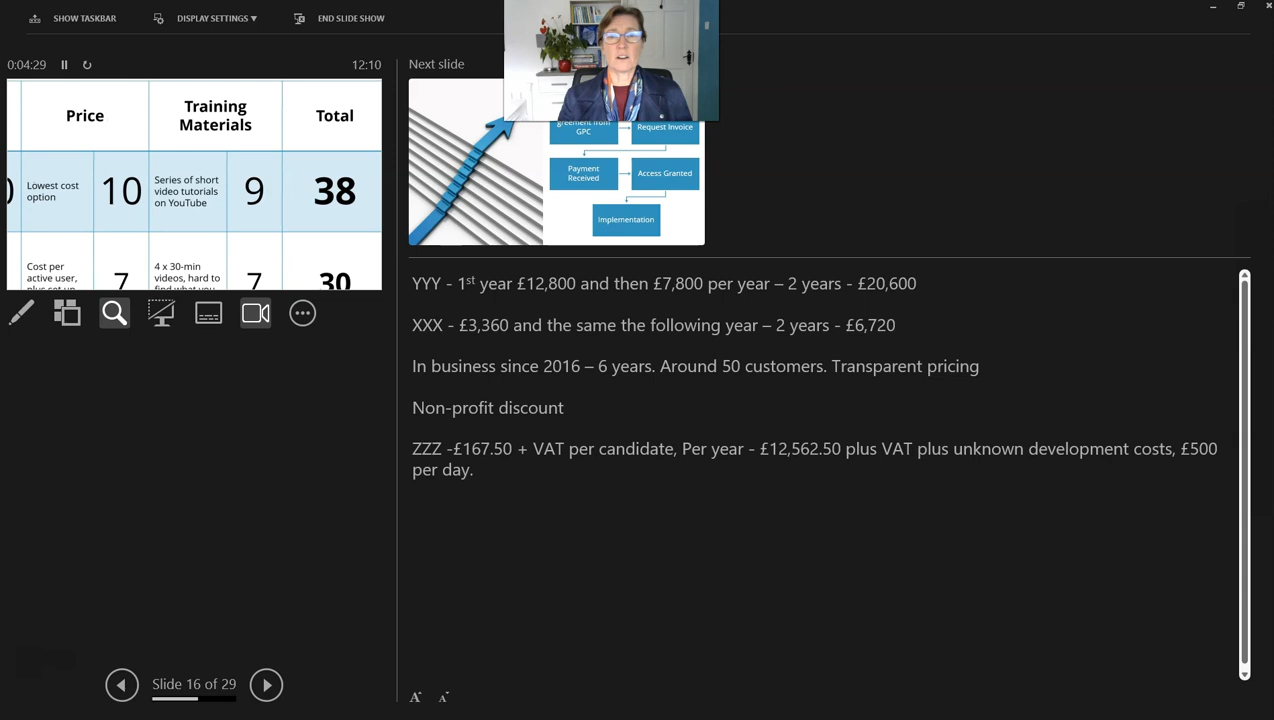 SHOW TASKBAR
DISPLAY SETTINGS ▼
END SLIDE SHOW
0:04:29
12:10
Next slide
Price
Training
Materials
Total
Lowest cost
option
10
Series of short
video tutorials
on YouTube
9
38
Cost per
active user,
7
4 x 30-min
videos, hard to
7
30
GPC
Request Invoice
Payment
Received
Access Granted
Implementation
YYY - 1st year £12,800 and then £7,800 per year – 2 years - £20,600
XXX - £3,360 and the same the following year – 2 years - £6,720
In business since 2016 – 6 years. Around 50 customers. Transparent pricing
Non-profit discount
ZZZ -£167.50 + VAT per candidate, Per year - £12,562.50 plus VAT plus unknown development costs, £500
per day.
Slide 16 of 29
A A